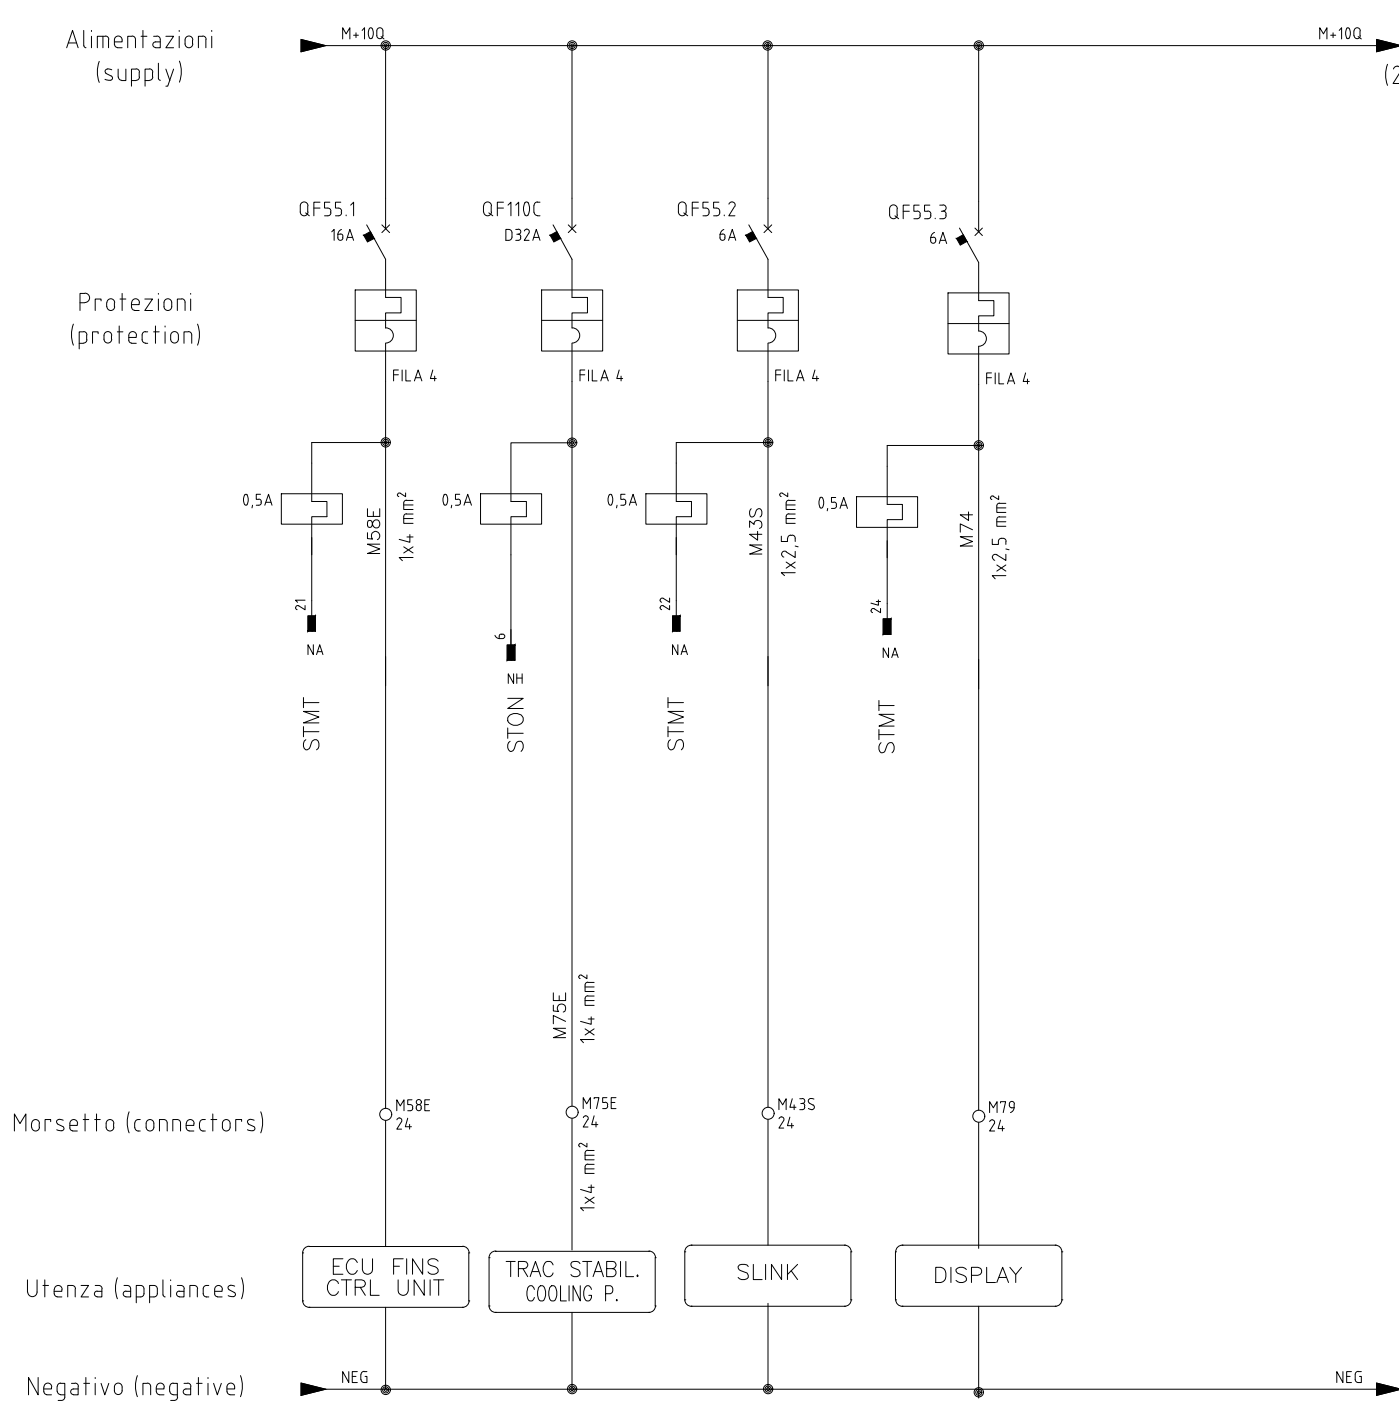 Alimentazioni
(supply)
M+10Q
M+10Q
(2
QF55.1
16A
QF110C
D32A
QF55.2
6A
QF55.3
6A
Protezioni
(protection)
FILA 4
FILA 4
FILA 4
FILA 4
0,5A
M58E
1x4 mm²
0,5A
0,5A
M43S
1x2,5 mm²
0,5A
M74
1x2,5 mm²
21
NA
STMT
6
NH
STON
22
NA
STMT
24
NA
STMT
M75E
1x4 mm²
Morsetto (connectors)
M58E
24
M75E
24
M43S
24
M79
24
1x4 mm²
Utenza (appliances)
ECU FINS
CTRL UNIT
TRAC STABIL.
COOLING P.
SLINK
DISPLAY
Negativo (negative)
NEG
NEG